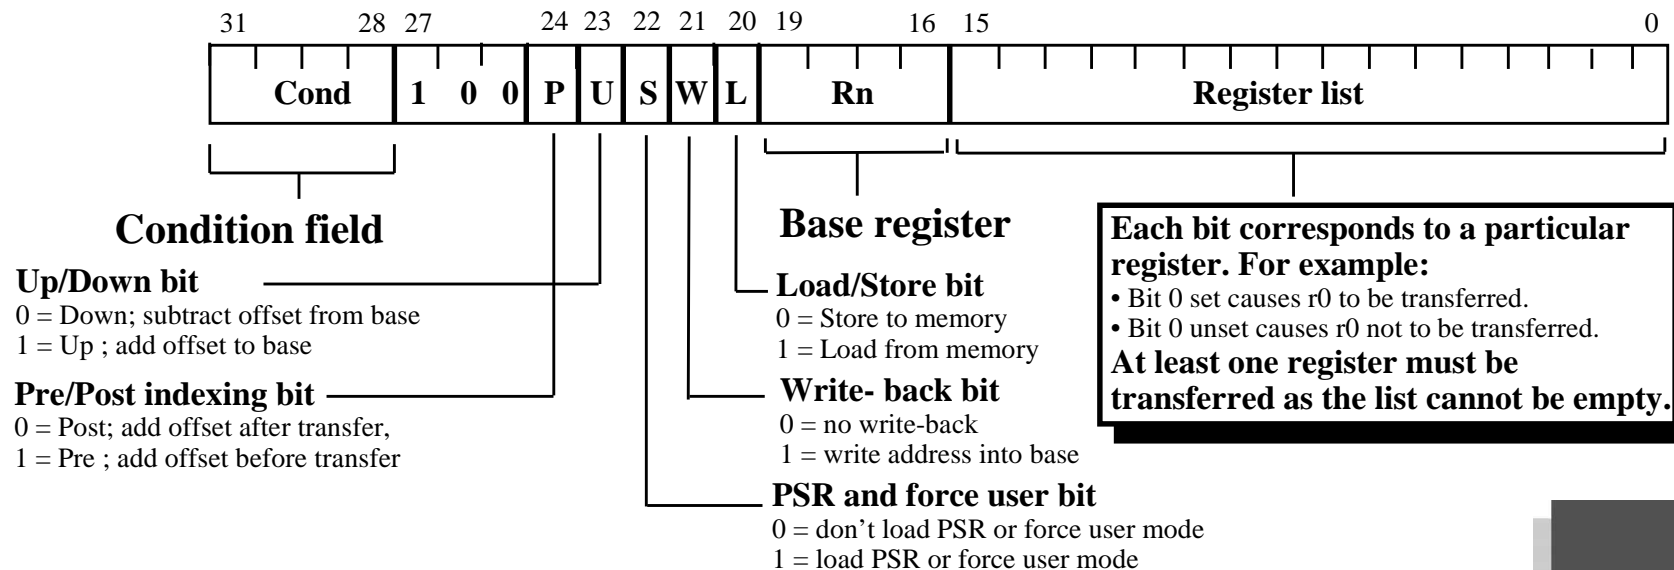 31 28 27 24 23 22 21 20 19 16 15 0
Cond 1 0 0 P U S W L Rn Register list
Condition field
Up/Down bit
0 = Down; subtract offset from base
1 = Up ; add offset to base
Pre/Post indexing bit
0 = Post; add offset after transfer,
1 = Pre ; add offset before transfer
Base register
Load/Store bit
0 = Store to memory
1 = Load from memory
Write- back bit
0 = no write-back
1 = write address into base
PSR and force user bit
0 = don’t load PSR or force user mode
1 = load PSR or force user mode
Each bit corresponds to a particular
register. For example:
• Bit 0 set causes r0 to be transferred.
• Bit 0 unset causes r0 not to be transferred.
At least one register must be
transferred as the list cannot be empty.